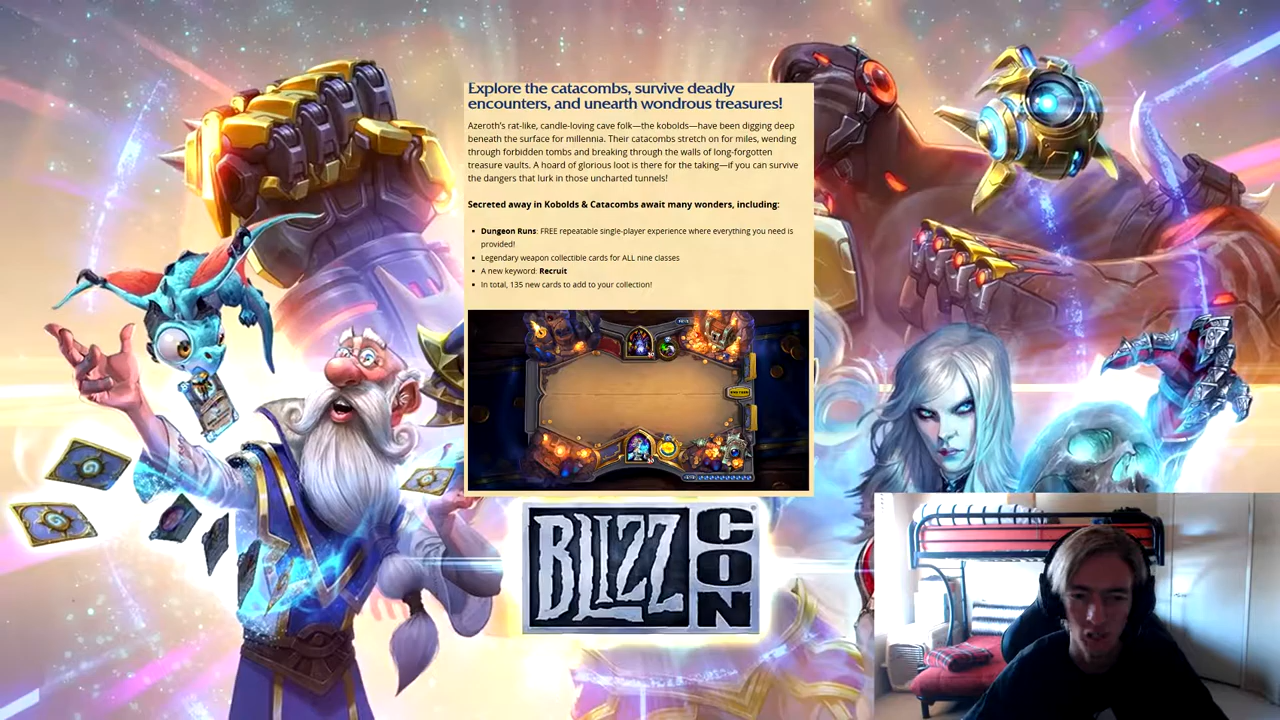 Explore the catacombs, survive deadly
encounters, and unearth wondrous treasures!
Azeroth's rat-like, candle-loving cave folk—the kobolds—have been digging deep
beneath the surface for millennia. Their catacombs stretch on for miles, wending
through forbidden tombs and breaking through the walls of long-forgotten
treasure vaults. A hoard of glorious loot is there for the taking—if you can survive
the dangers that lurk in those uncharted tunnels!
Secreted away in Kobolds & Catacombs await many wonders, including:
Dungeon Runs: FREE repeatable single-player experience where everything you need is
provided!
Legendary weapon collectible cards for ALL nine classes
A new keyword: Recruit
In total, 135 new cards to add to your collection!
BLIZZ
CON